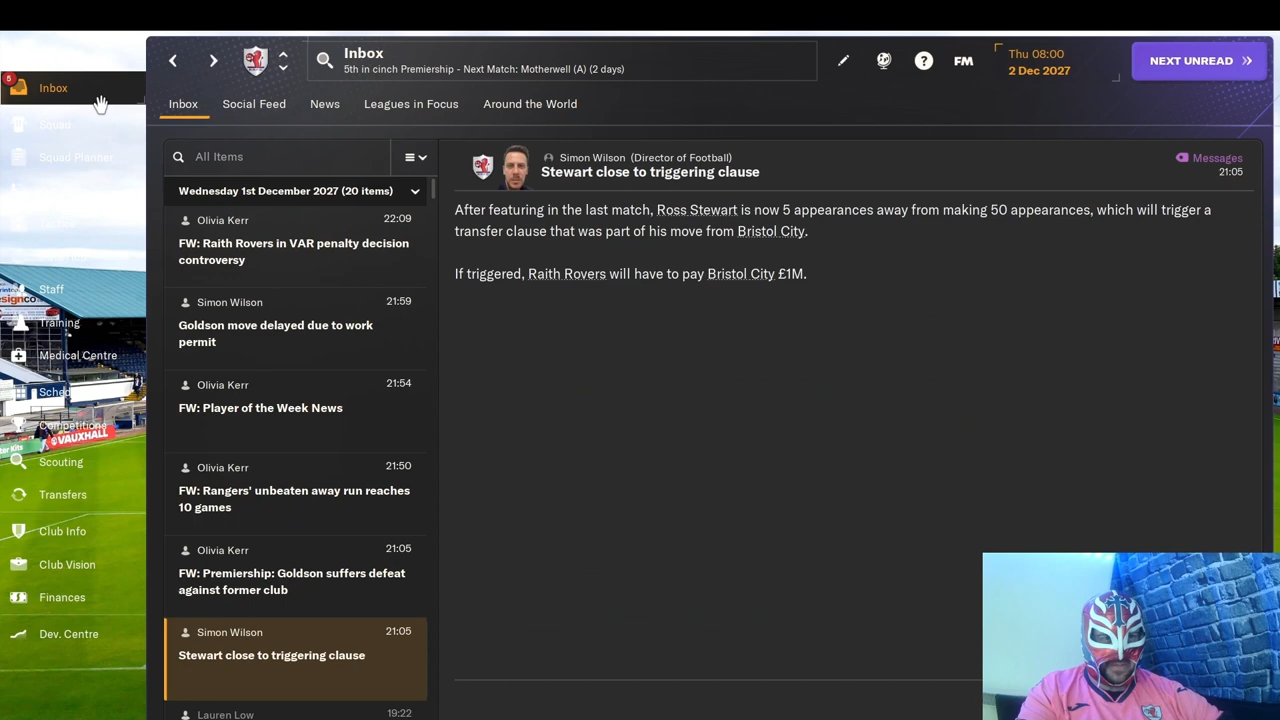 Inbox
5th in cinch Premiership - Next Match: Motherwell (A) (2 days)
FM
Thu 08:00
2 Dec 2027
NEXT UNREAD
Inbox
Social Feed
News
Leagues in Focus
Around the World
5
Inbox
Squad
Squad Planner
Staff
Training
Medical Centre
Sched
Competitions
VAUXHALL
Scouting
Transfers
Club Info
Club Vision
Finances
Dev. Centre
All Items
Wednesday 1st December 2027 (20 items)
Olivia Kerr 22:09
FW: Raith Rovers in VAR penalty decision
controversy
Simon Wilson 21:59
Goldson move delayed due to work
permit
Olivia Kerr 21:54
FW: Player of the Week News
Olivia Kerr 21:50
FW: Rangers' unbeaten away run reaches
10 games
Olivia Kerr 21:05
FW: Premiership: Goldson suffers defeat
against former club
Simon Wilson 21:05
Stewart close to triggering clause
Lauren Low 19:22
Simon Wilson (Director of Football)
Stewart close to triggering clause
Messages
21:05
After featuring in the last match, Ross Stewart is now 5 appearances away from making 50 appearances, which will trigger a
transfer clause that was part of his move from Bristol City.
If triggered, Raith Rovers will have to pay Bristol City £1M.